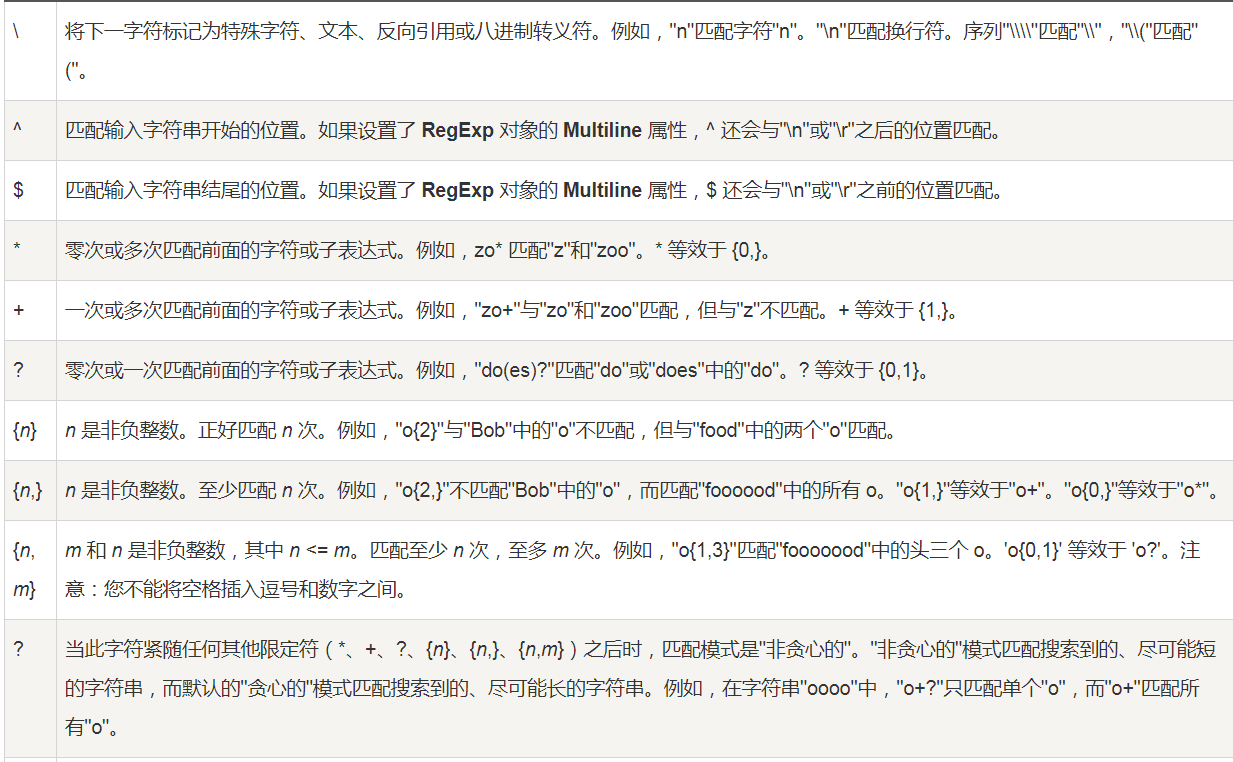 \ 将下一字符标记为特殊字符、文本、反向引用或八进制转义符。例如，"n"匹配字符"n"。"\n"匹配换行符。序列"\\\\"匹配"\\"，"\\("匹配"
("。
^ 匹配输入字符串开始的位置。如果设置了 RegExp 对象的 Multiline 属性，^ 还会与"\n"或"\r"之后的位置匹配。
$ 匹配输入字符串结尾的位置。如果设置了 RegExp 对象的 Multiline 属性，$ 还会与"\n"或"\r"之前的位置匹配。
* 零次或多次匹配前面的字符或子表达式。例如，zo* 匹配"z"和"zoo"。* 等效于 {0,}。
+ 一次或多次匹配前面的字符或子表达式。例如，"zo+"与"zo"和"zoo"匹配，但与"z"不匹配。+ 等效于 {1,}。
? 零次或一次匹配前面的字符或子表达式。例如，"do(es)?"匹配"do"或"does"中的"do"。? 等效于 {0,1}。
{n} n 是非负整数。正好匹配 n 次。例如，"o{2}"与"Bob"中的"o"不匹配，但与"food"中的两个"o"匹配。
{n,} n 是非负整数。至少匹配 n 次。例如，"o{2,}"不匹配"Bob"中的"o"，而匹配"foooood"中的所有 o。"o{1,}"等效于"o+"。"o{0,}"等效于"o*"。
{n, m 和 n 是非负整数，其中 n <= m。匹配至少 n 次，至多 m 次。例如，"o{1,3}"匹配"fooooood"中的头三个 o。'o{0,1}' 等效于 'o?'。注
m} 意：您不能将空格插入逗号和数字之间。
? 当此字符紧随任何其他限定符（*、+、?、{n}、{n,}、{n,m}）之后时，匹配模式是"非贪心的"。"非贪心的"模式匹配搜索到的、尽可能短
的字符串，而默认的"贪心的"模式匹配搜索到的、尽可能长的字符串。例如，在字符串"oooo"中，"o+?"只匹配单个"o"，而"o+"匹配所
有"o"。